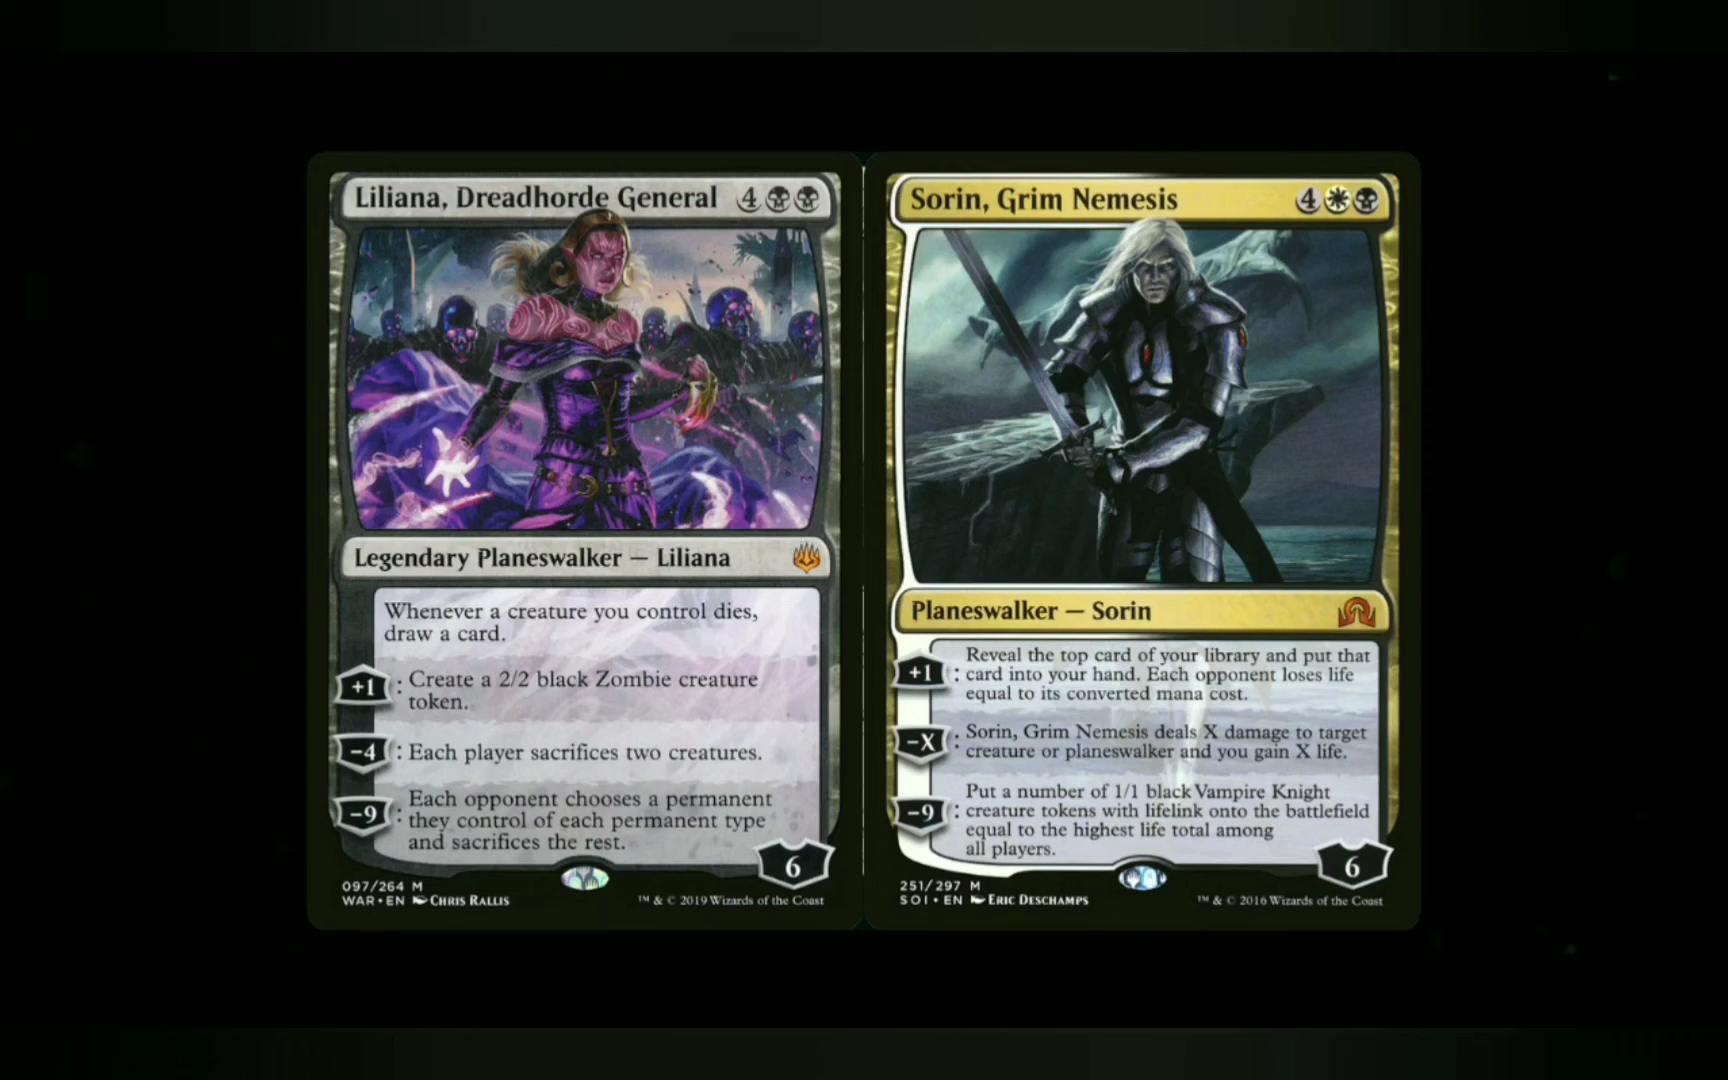 Liliana, Dreadhorde General 4
Legendary Planeswalker — Liliana
Whenever a creature you control dies,
draw a card.
+1 : Create a 2/2 black Zombie creature
token.
−4 : Each player sacrifices two creatures.
−9 : Each opponent chooses a permanent
they control of each permanent type
and sacrifices the rest.
6
097/264 M
WAR • EN CHRIS RALLIS
™ & © 2019 Wizards of the Coast
Sorin, Grim Nemesis 4
Planeswalker — Sorin
+1 : Reveal the top card of your library and put that
card into your hand. Each opponent loses life
equal to its converted mana cost.
−X : Sorin, Grim Nemesis deals X damage to target
creature or planeswalker and you gain X life.
−9 : Put a number of 1/1 black Vampire Knight
creature tokens with lifelink onto the battlefield
equal to the highest life total among
all players.
6
251/297 M
SOI • EN ERIC DESCHAMPS
™ & © 2016 Wizards of the Coast